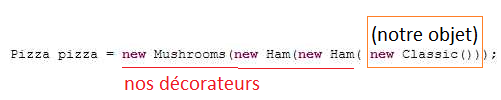 (notre objet)
Pizza pizza = new Mushrooms(new Ham(new Ham( new Classic()));
nos décorateurs